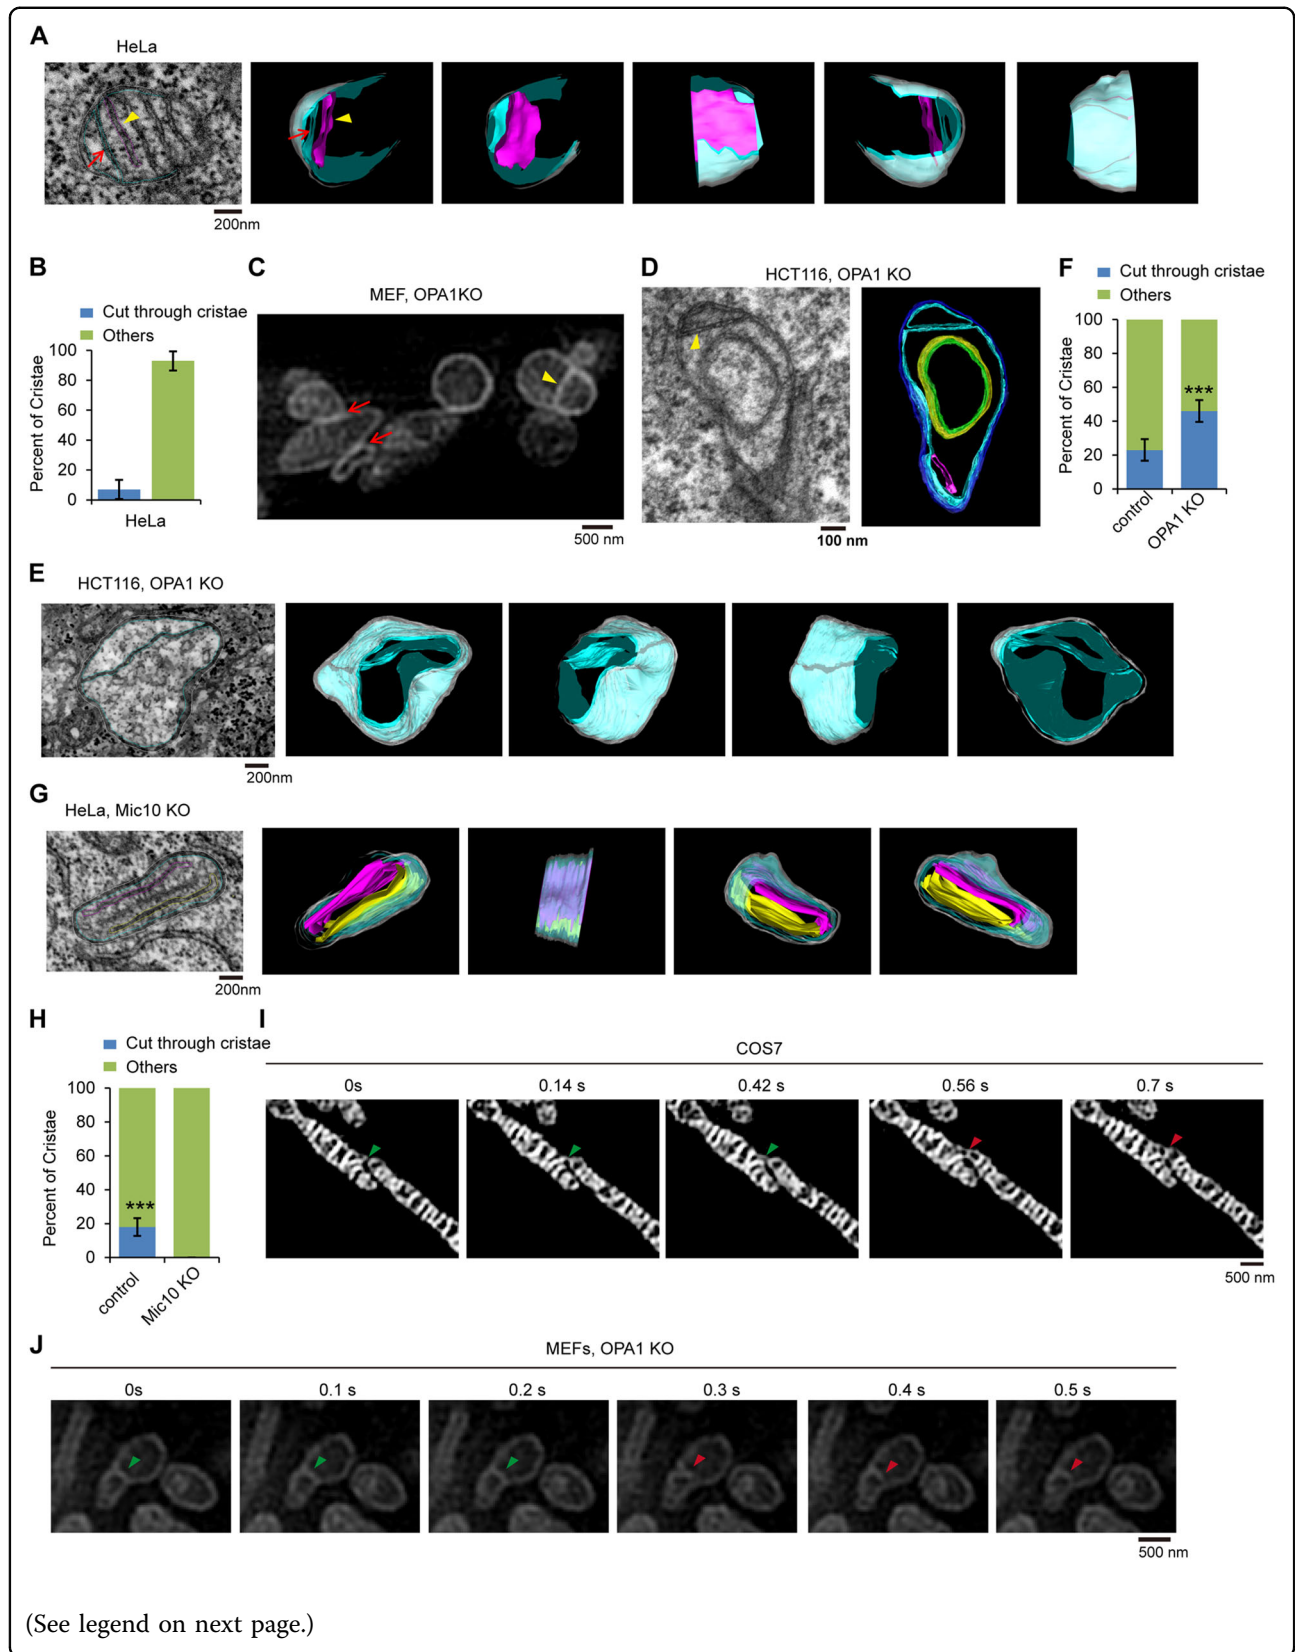 A
HeLa
200nm
B
Cut through cristae
Others
Percent of Cristae
100
80
60
40
20
0
HeLa
C
MEF, OPA1KO
500 nm
D
HCT116, OPA1 KO
100 nm
F
Cut through cristae
Others
Percent of Cristae
100
80
60
40
20
0
***
control
OPA1 KO
E
HCT116, OPA1 KO
200nm
G
HeLa, Mic10 KO
200nm
H
Cut through cristae
Others
Percent of Cristae
100
80
60
40
20
0
***
control
Mic10 KO
I
COS7
0s 0.14 s 0.42 s 0.56 s 0.7 s
500 nm
J
MEFs, OPA1 KO
0s 0.1 s 0.2 s 0.3 s 0.4 s 0.5 s
500 nm
(See legend on next page.)